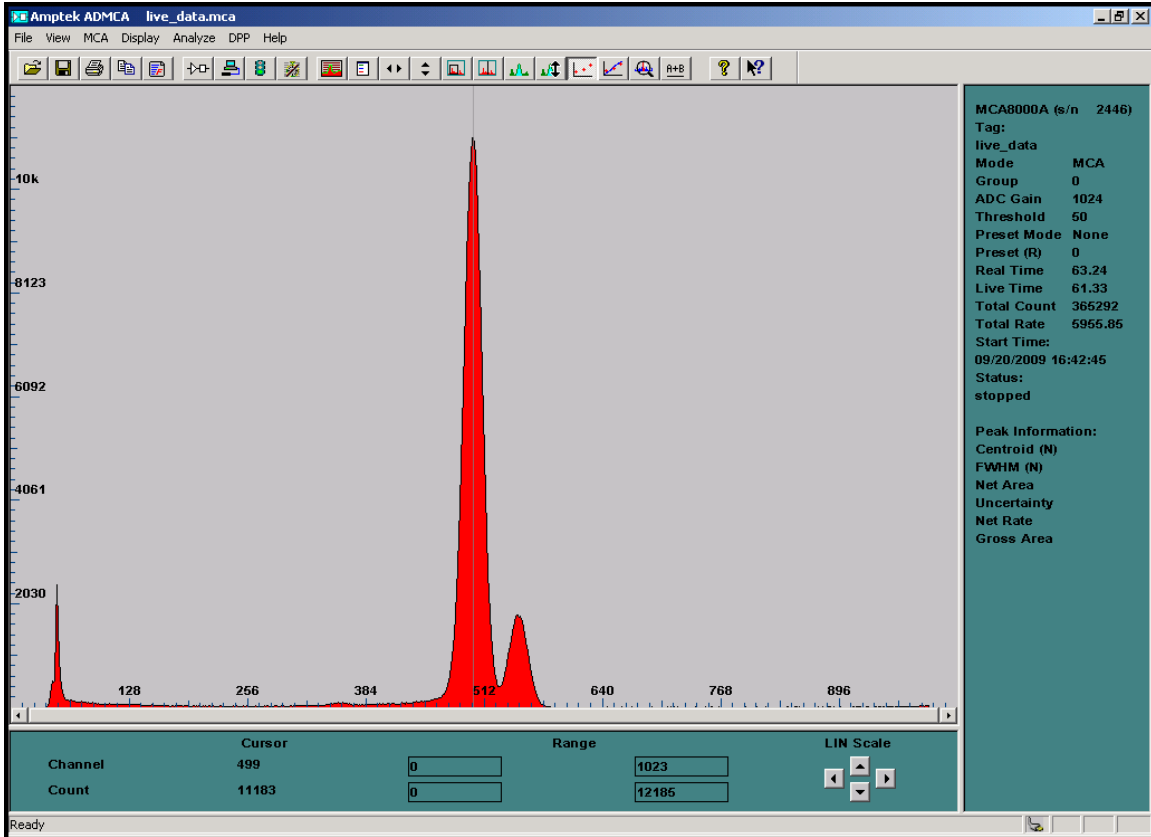 Amptek ADMCA live_data.mca
File View MCA Display Analyze DPP Help
A+B
10k
8123
6092
4061
2030
128 256 384 512 640 768 896
MCA8000A (s/n 2446)
Tag:
live_data
Mode MCA
Group 0
ADC Gain 1024
Threshold 50
Preset Mode None
Preset (R) 0
Real Time 63.24
Live Time 61.33
Total Count 365292
Total Rate 5955.85
Start Time:
09/20/2009 16:42:45
Status:
stopped
Peak Information:
Centroid (N)
FWHM (N)
Net Area
Uncertainty
Net Rate
Gross Area
Cursor Range LIN Scale
Channel 499 0 1023
Count 11183 0 12185
Ready